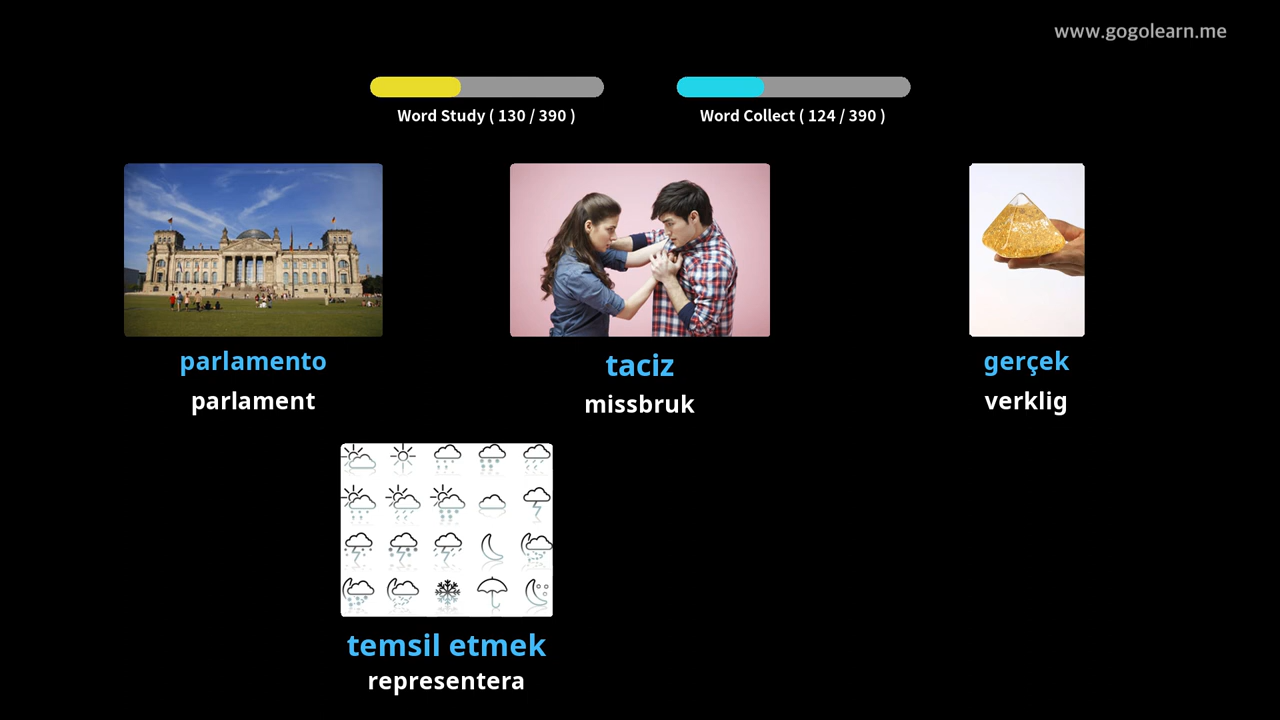 www.gogolearn.me
Word Study ( 130 / 390 )
Word Collect ( 124 / 390 )
parlamento
parlament
taciz
missbruk
gerçek
verklig
temsil etmek
representera